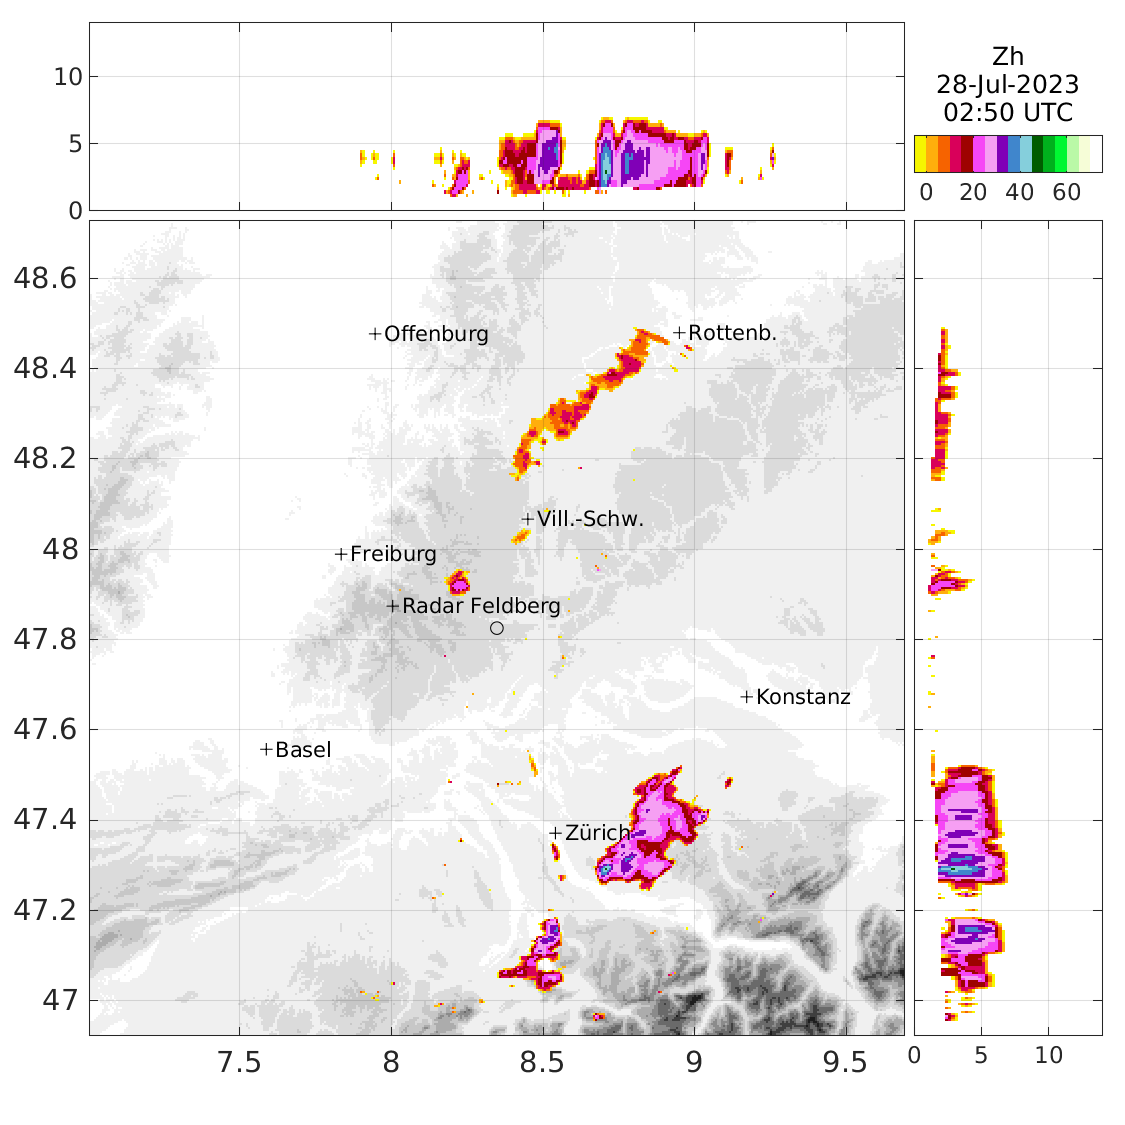 10
5
0
Zh
28-Jul-2023
02:50 UTC
0 20 40 60
48.6
48.4
48.2
48
47.8
47.6
47.4
47.2
47
Offenburg
Rottenb.
Vill.-Schw.
Freiburg
Radar Feldberg
Konstanz
Basel
Zürich
7.5 8 8.5 9 9.5
0 5 10